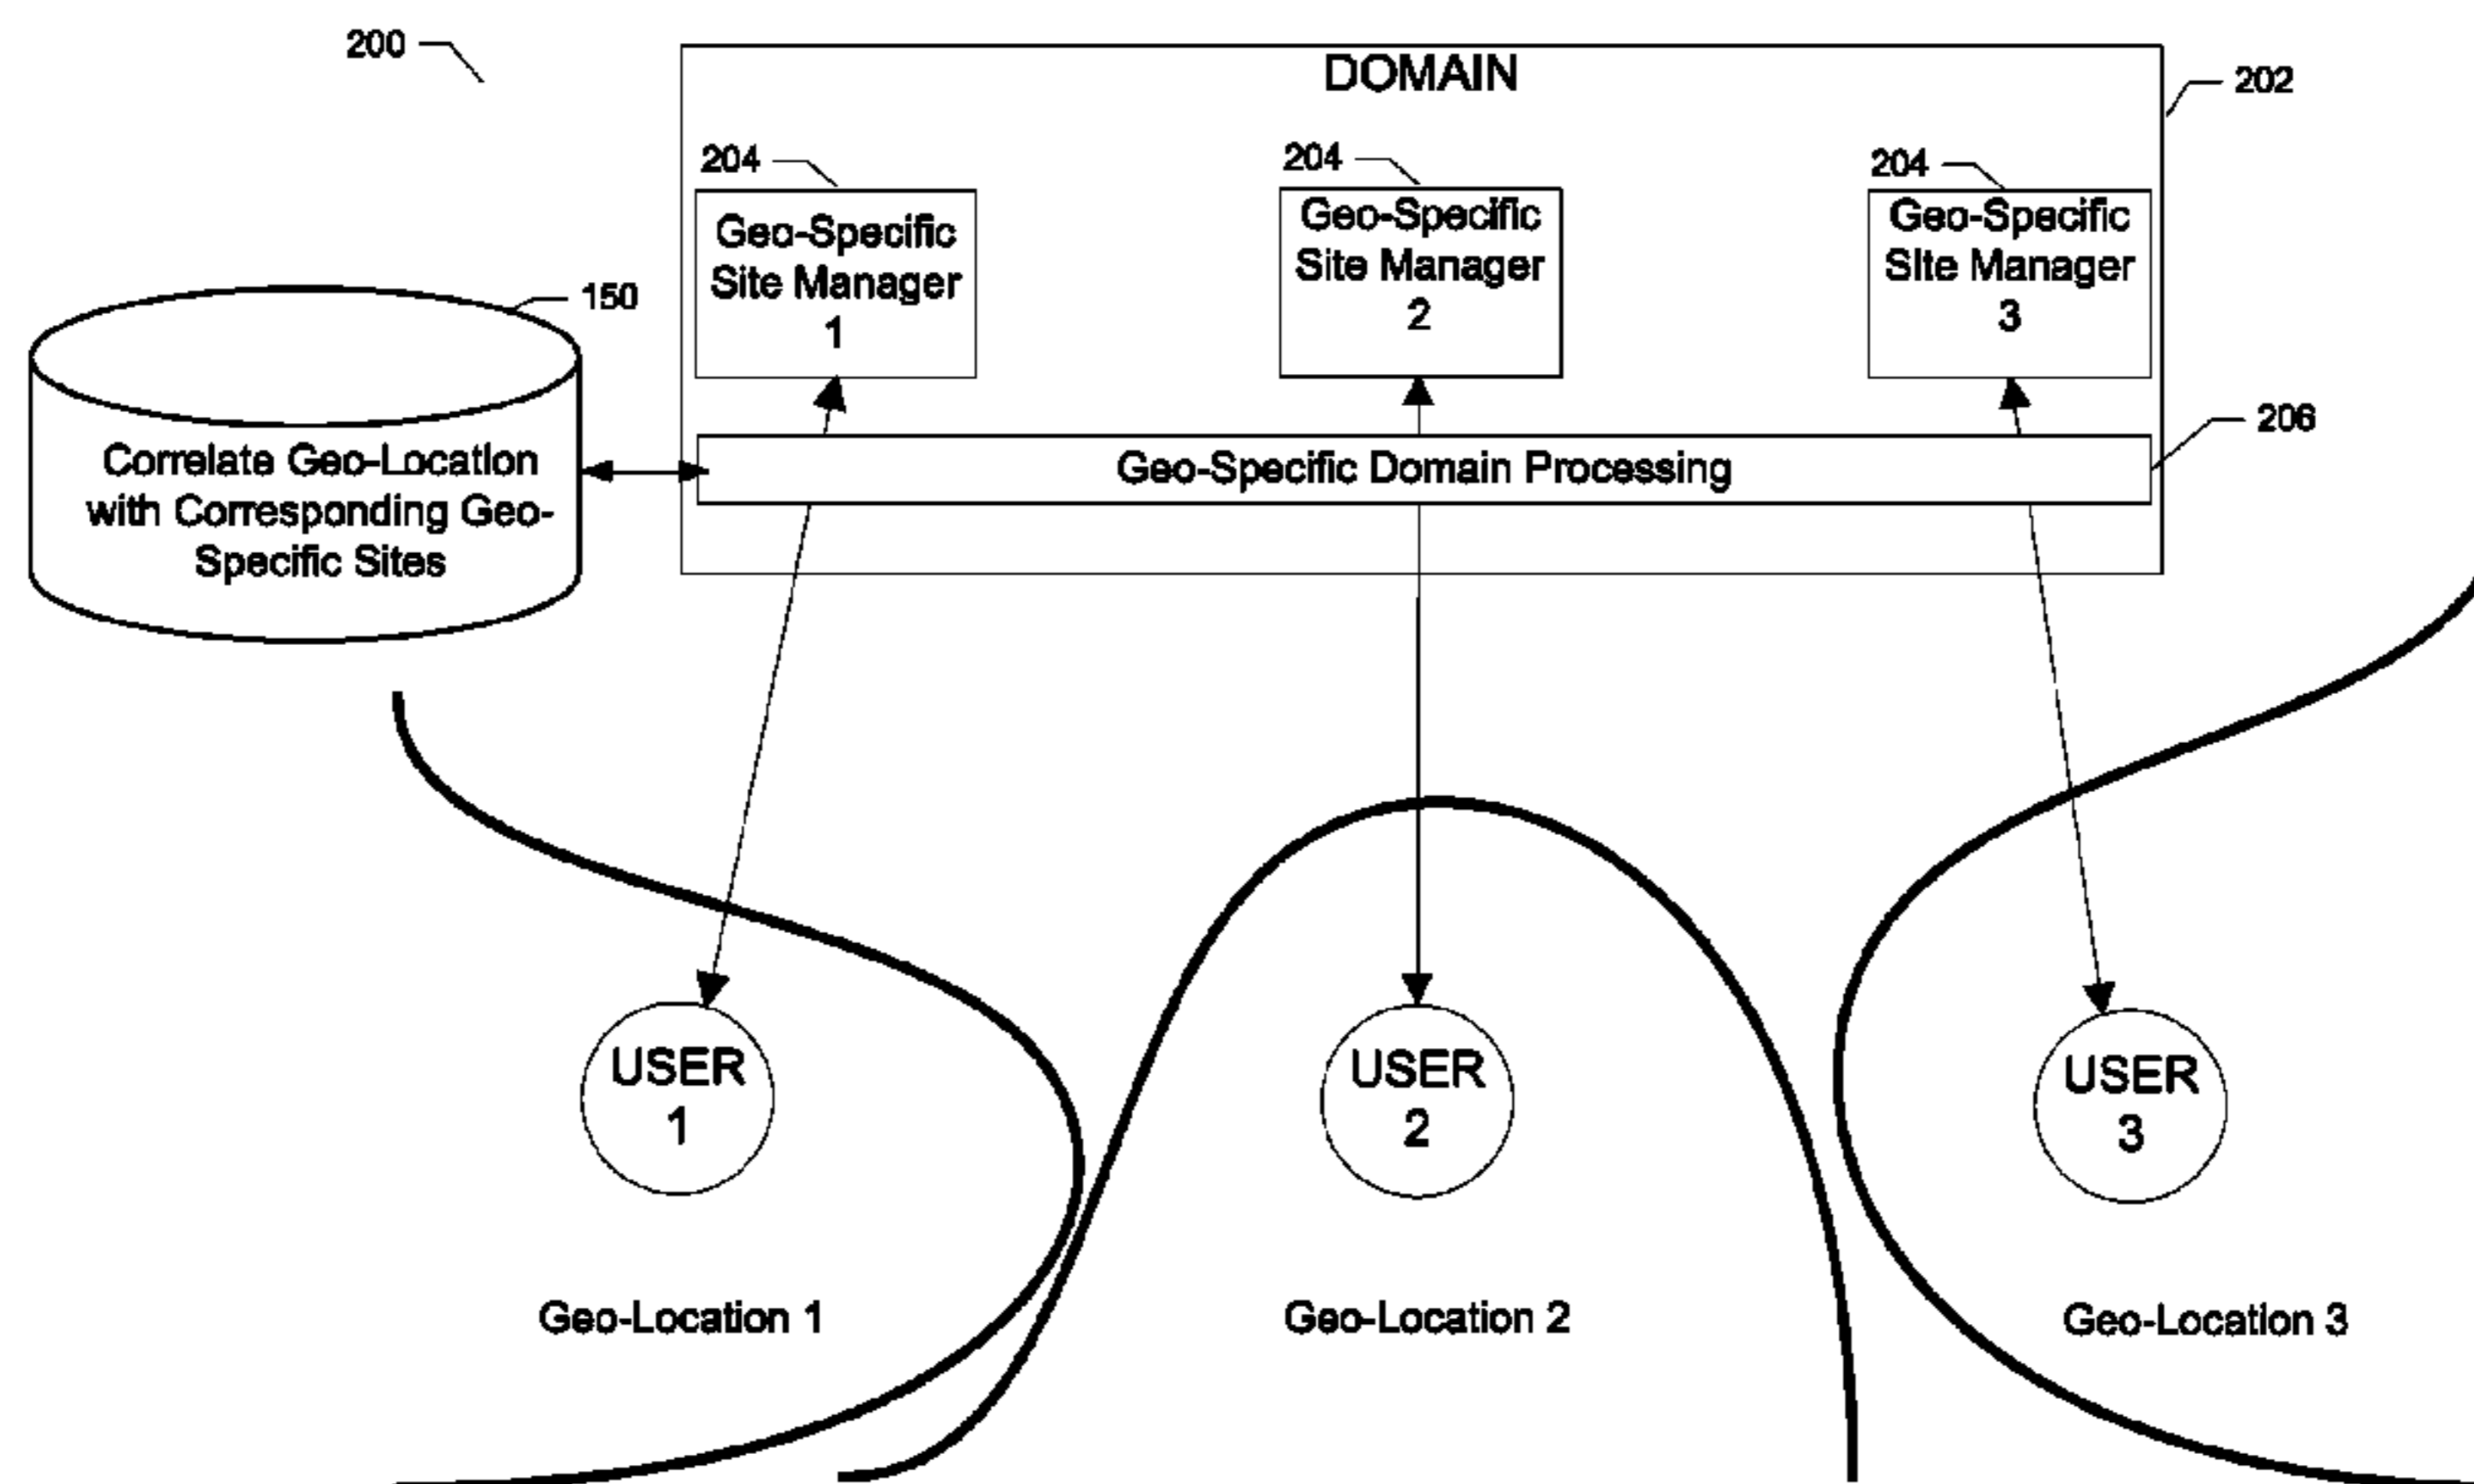 200
DOMAIN
202
204
204
204
Geo-Specific
Site Manager
1
Geo-Specific
Site Manager
2
Geo-Specific
Site Manager
3
150
206
Correlate Geo-Location
with Corresponding Geo-
Specific Sites
Geo-Specific Domain Processing
USER
1
USER
2
USER
3
Geo-Location 1
Geo-Location 2
Geo-Location 3